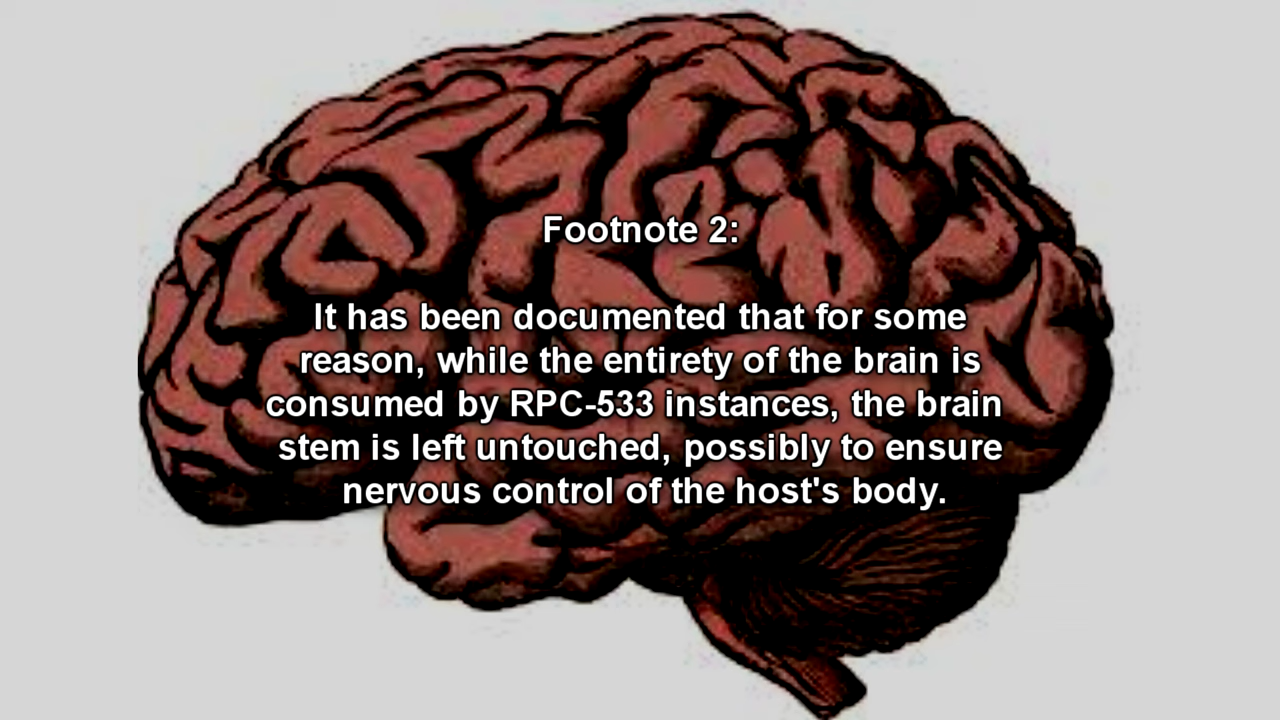 Footnote 2:
It has been documented that for some
reason, while the entirety of the brain is
consumed by RPC-533 instances, the brain
stem is left untouched, possibly to ensure
nervous control of the host's body.